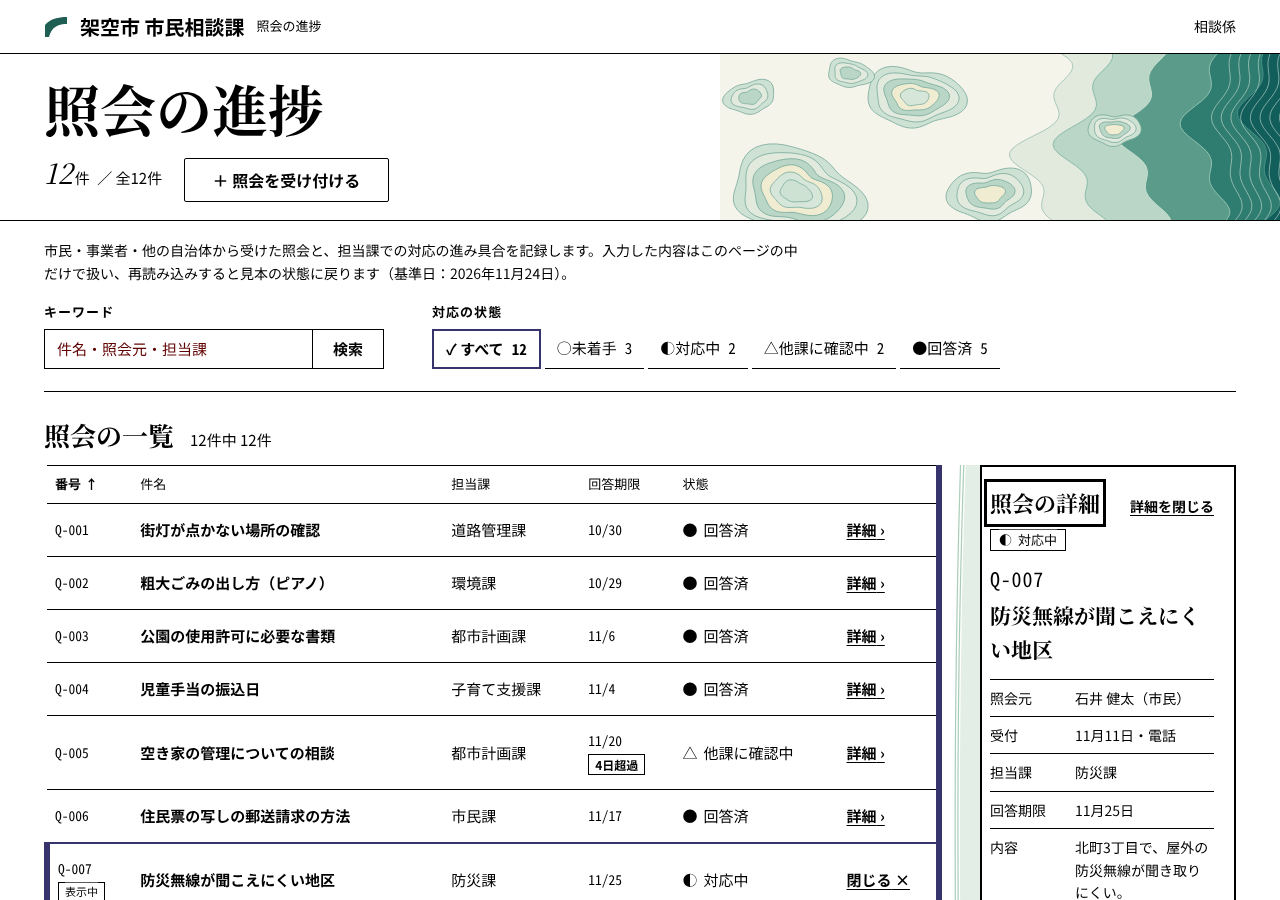 架空市 市民相談課 照会の進捗
相談係
照会の進捗
12件 ／ 全12件
＋ 照会を受け付ける
市民・事業者・他の自治体から受けた照会と、担当課での対応の進み具合を記録します。入力した内容はこのページの中
だけで扱い、再読み込みすると見本の状態に戻ります（基準日：2026年11月24日）。
キーワード
件名・照会元・担当課 検索
対応の状態
✓ すべて 12 ○未着手 3 ◐対応中 2 △他課に確認中 2 ●回答済 5
照会の一覧 12件中 12件
番号 ↑ 件名 担当課 回答期限 状態
Q-001 街灯が点かない場所の確認 道路管理課 10/30 ● 回答済 詳細 ›
Q-002 粗大ごみの出し方（ピアノ） 環境課 10/29 ● 回答済 詳細 ›
Q-003 公園の使用許可に必要な書類 都市計画課 11/6 ● 回答済 詳細 ›
Q-004 児童手当の振込日 子育て支援課 11/4 ● 回答済 詳細 ›
Q-005 空き家の管理についての相談 都市計画課 11/20 4日超過 △ 他課に確認中 詳細 ›
Q-006 住民票の写しの郵送請求の方法 市民課 11/17 ● 回答済 詳細 ›
Q-007 表示中 防災無線が聞こえにくい地区 防災課 11/25 ◐ 対応中 閉じる ✕
照会の詳細 詳細を閉じる
◐ 対応中
Q-007
防災無線が聞こえにく
い地区
照会元 石井 健太（市民）
受付 11月11日・電話
担当課 防災課
回答期限 11月25日
内容 北町3丁目で、屋外の
防災無線が聞き取り
にくい。